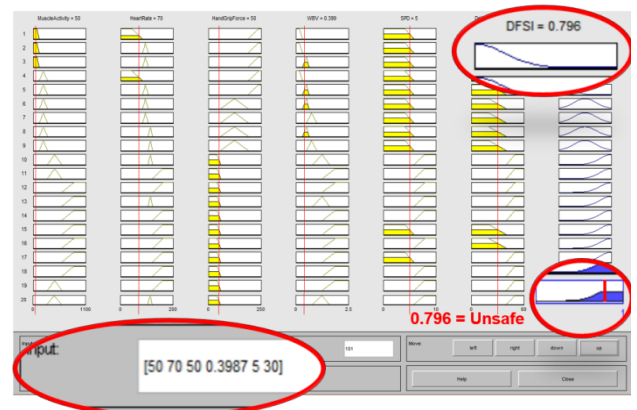 MuscleActivity = 50
HeartRate = 70
HandGripForce = 50
WBV = 0.399
SPD = 5
DFSI = 0.796
1
2
3
4
5
6
7
8
9
10
11
12
13
14
15
16
17
18
19
20
0
1100
0
200
0
250
0
2.5
0
10
0
60
1
0.796 = Unsafe
Input:
[50 70 50 0.3987 5 30]
101
Move
left
right
down
up
Help
Close